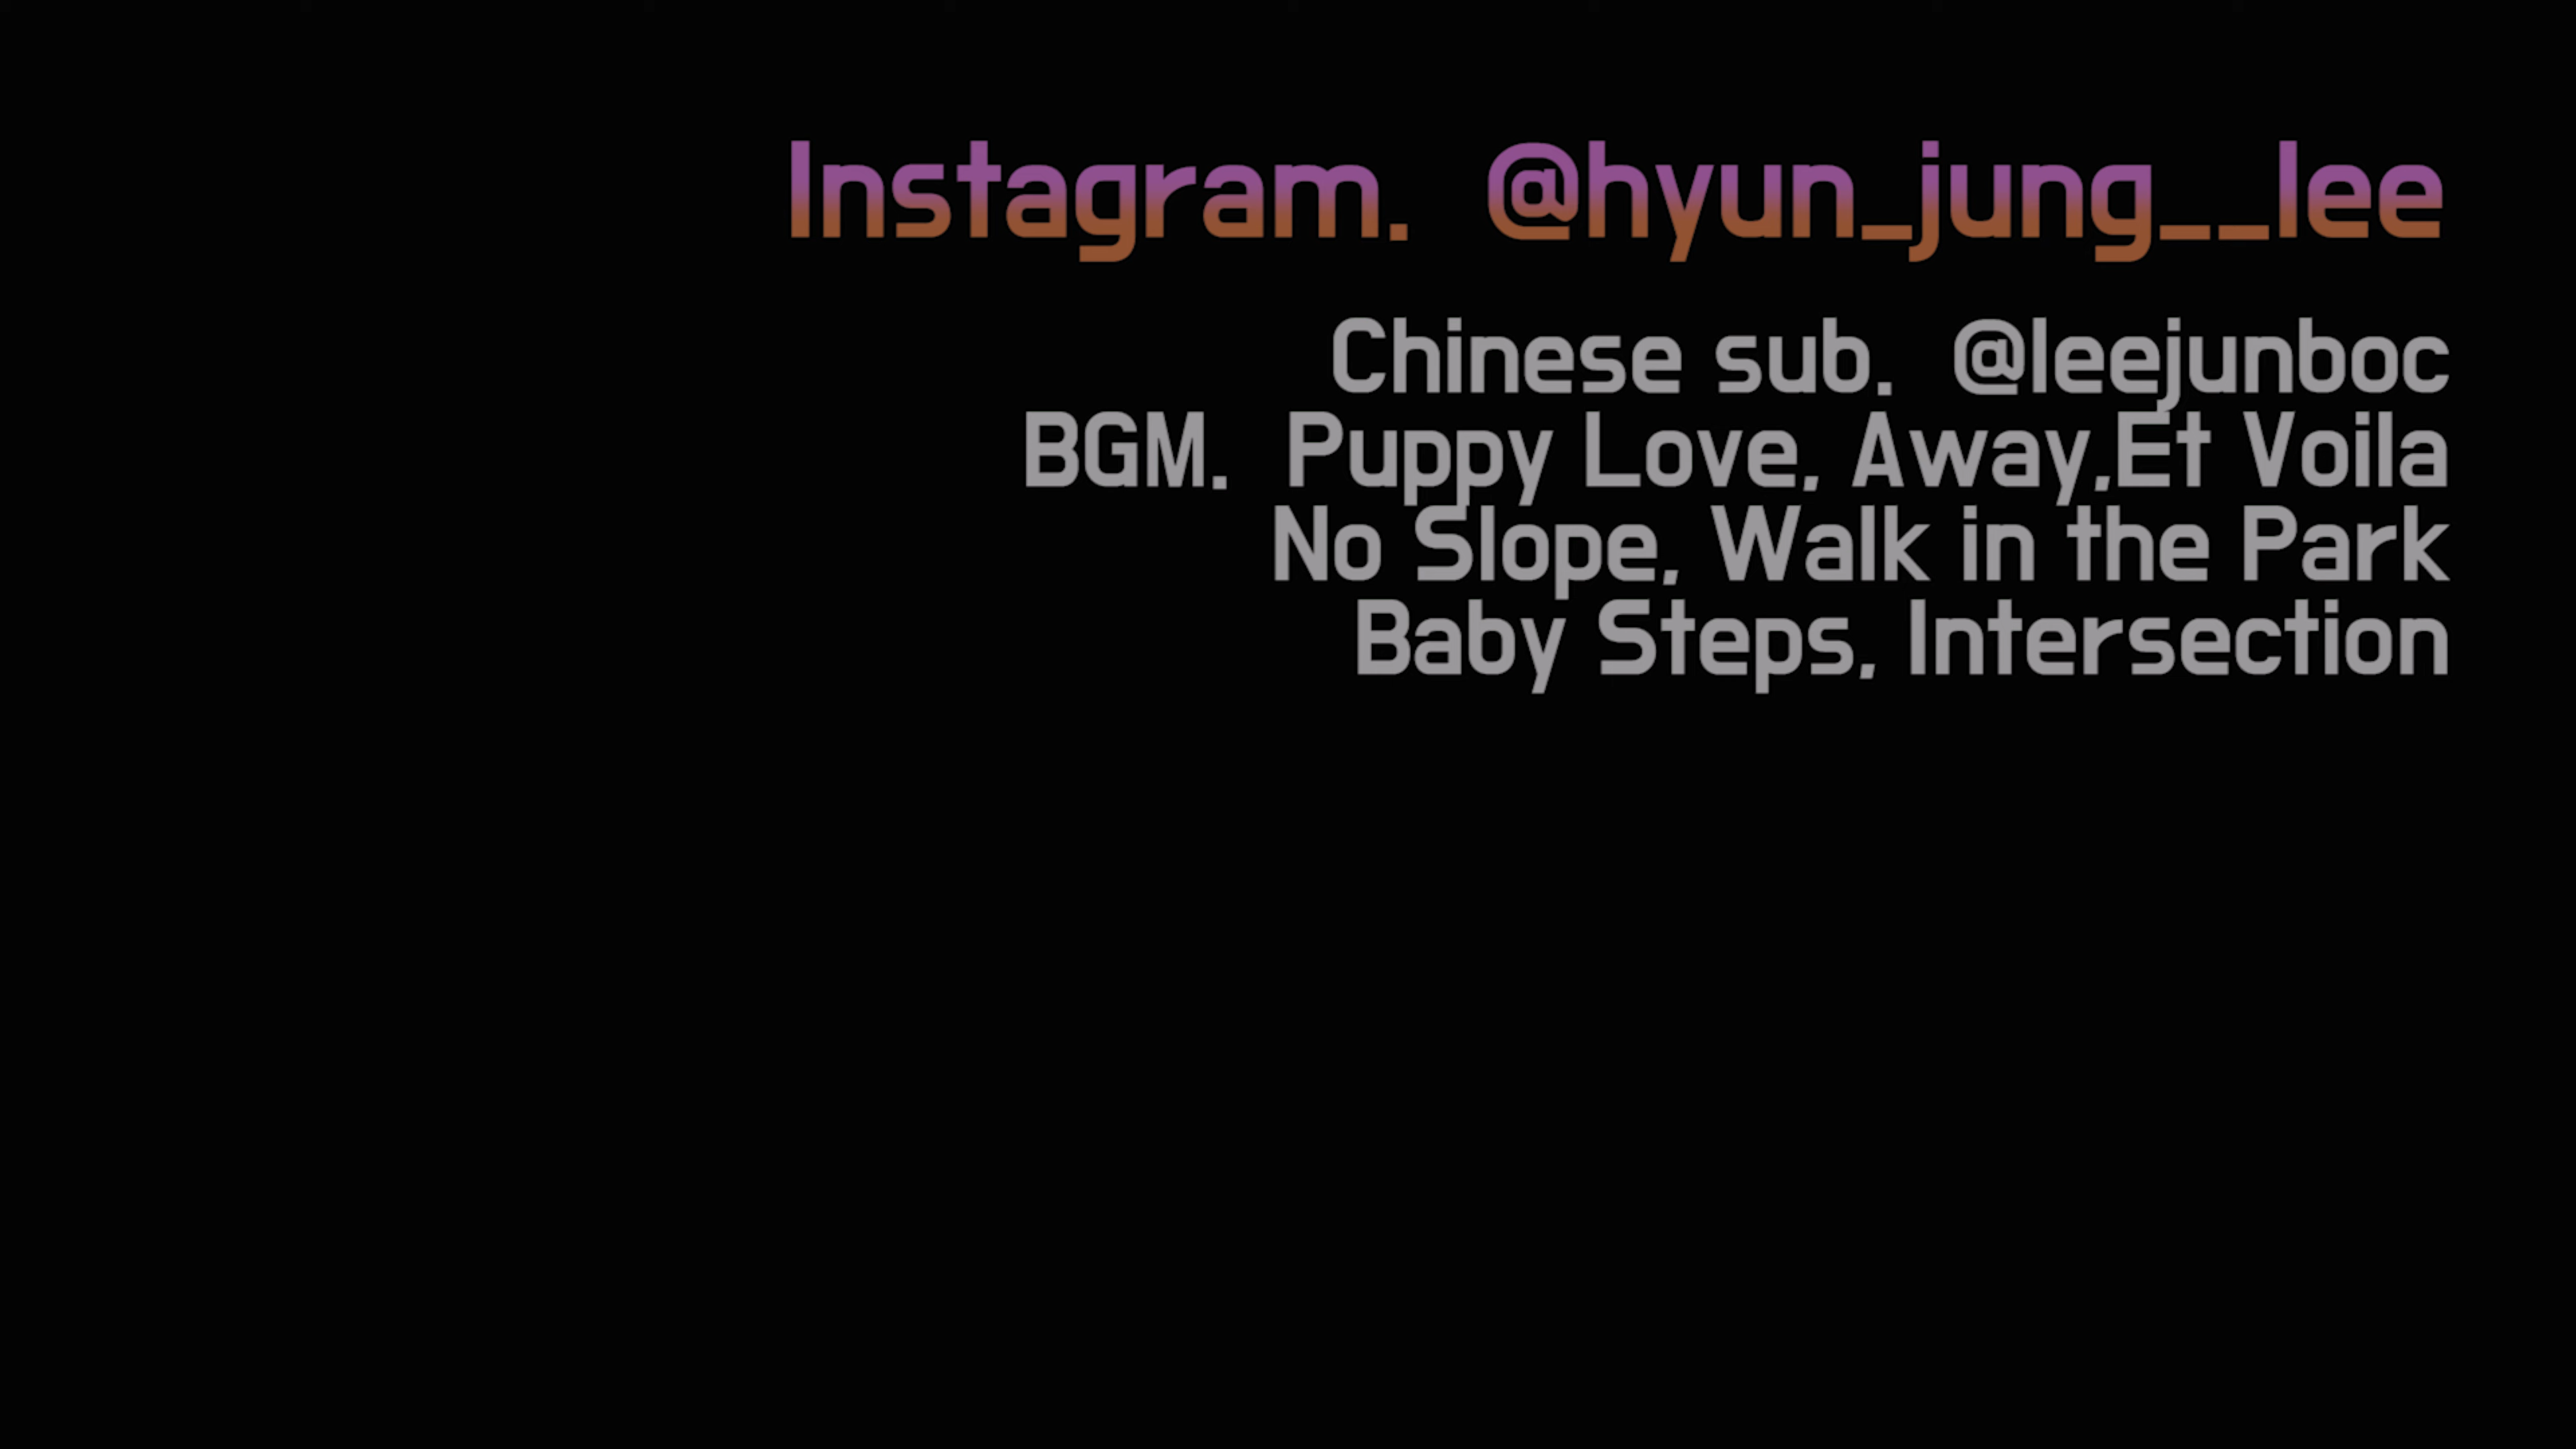 Instagram. @hyun_jung__lee
Chinese sub. @leejunboc
BGM. Puppy Love, Away,Et Voila
No Slope, Walk in the Park
Baby Steps, Intersection